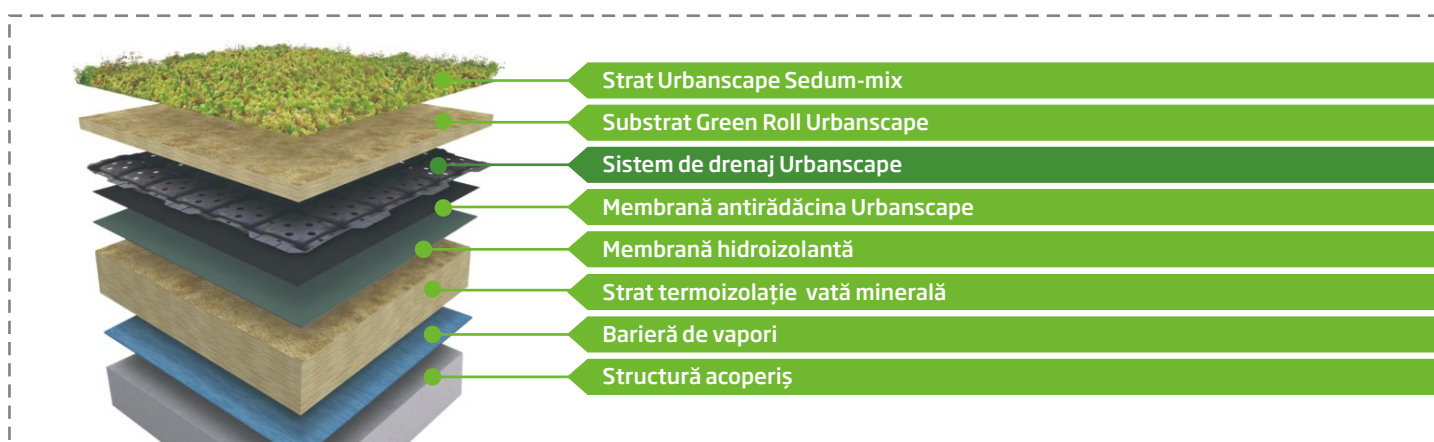 Strat Urbanscape Sedum-mix
Substrat Green Roll Urbanscape
Sistem de drenaj Urbanscape
Membrană antirădăcina Urbanscape
Membrană hidroizolantă
Strat termoizolație vată minerală
Barieră de vapori
Structură acoperiș